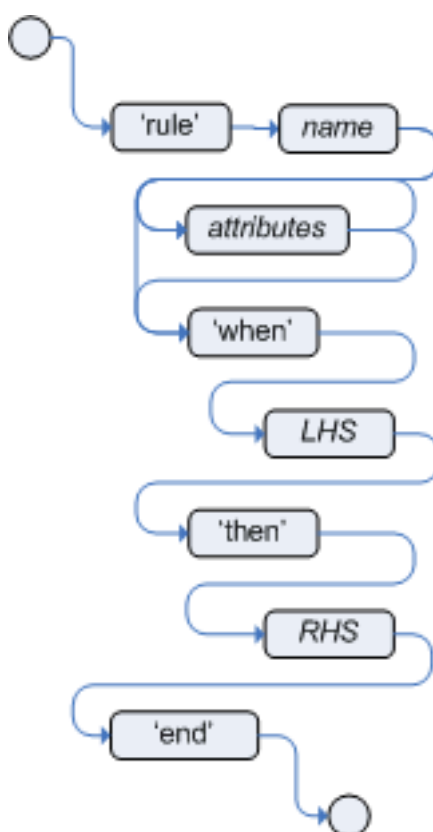 ‘rule’ name
attributes
‘when’
LHS
‘then’
RHS
‘end’